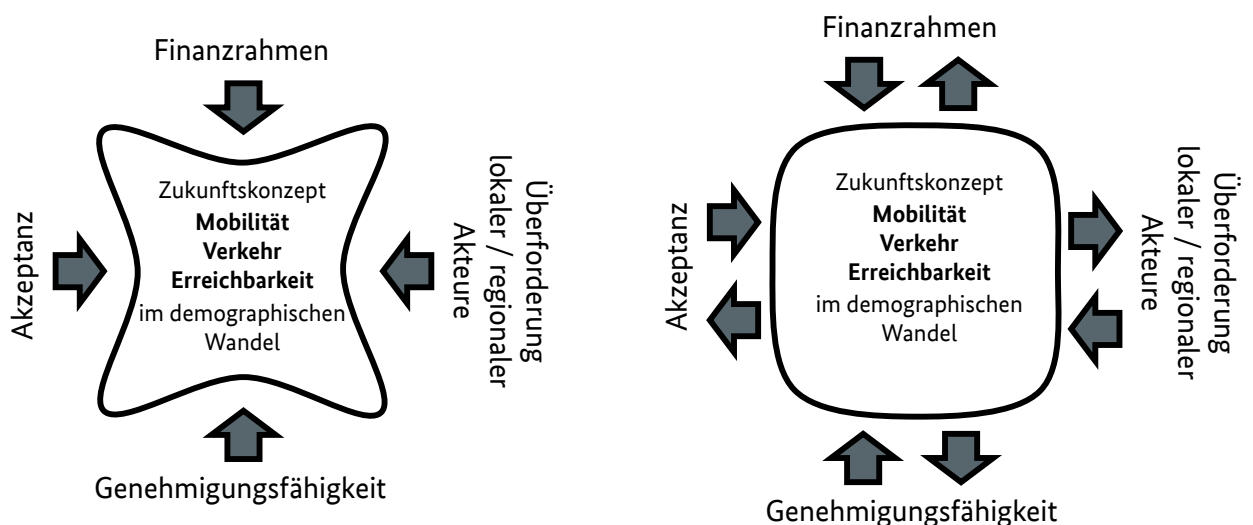 Finanzrahmen
Akzeptanz
Zukunftskonzept
Mobilität
Verkehr
Erreichbarkeit
im demographischen
Wandel
Überforderung
lokaler / regionaler
Akteure
Genehmigungsfähigkeit
Finanzrahmen
Akzeptanz
Zukunftskonzept
Mobilität
Verkehr
Erreichbarkeit
im demographischen
Wandel
Überforderung
lokaler / regionaler
Akteure
Genehmigungsfähigkeit